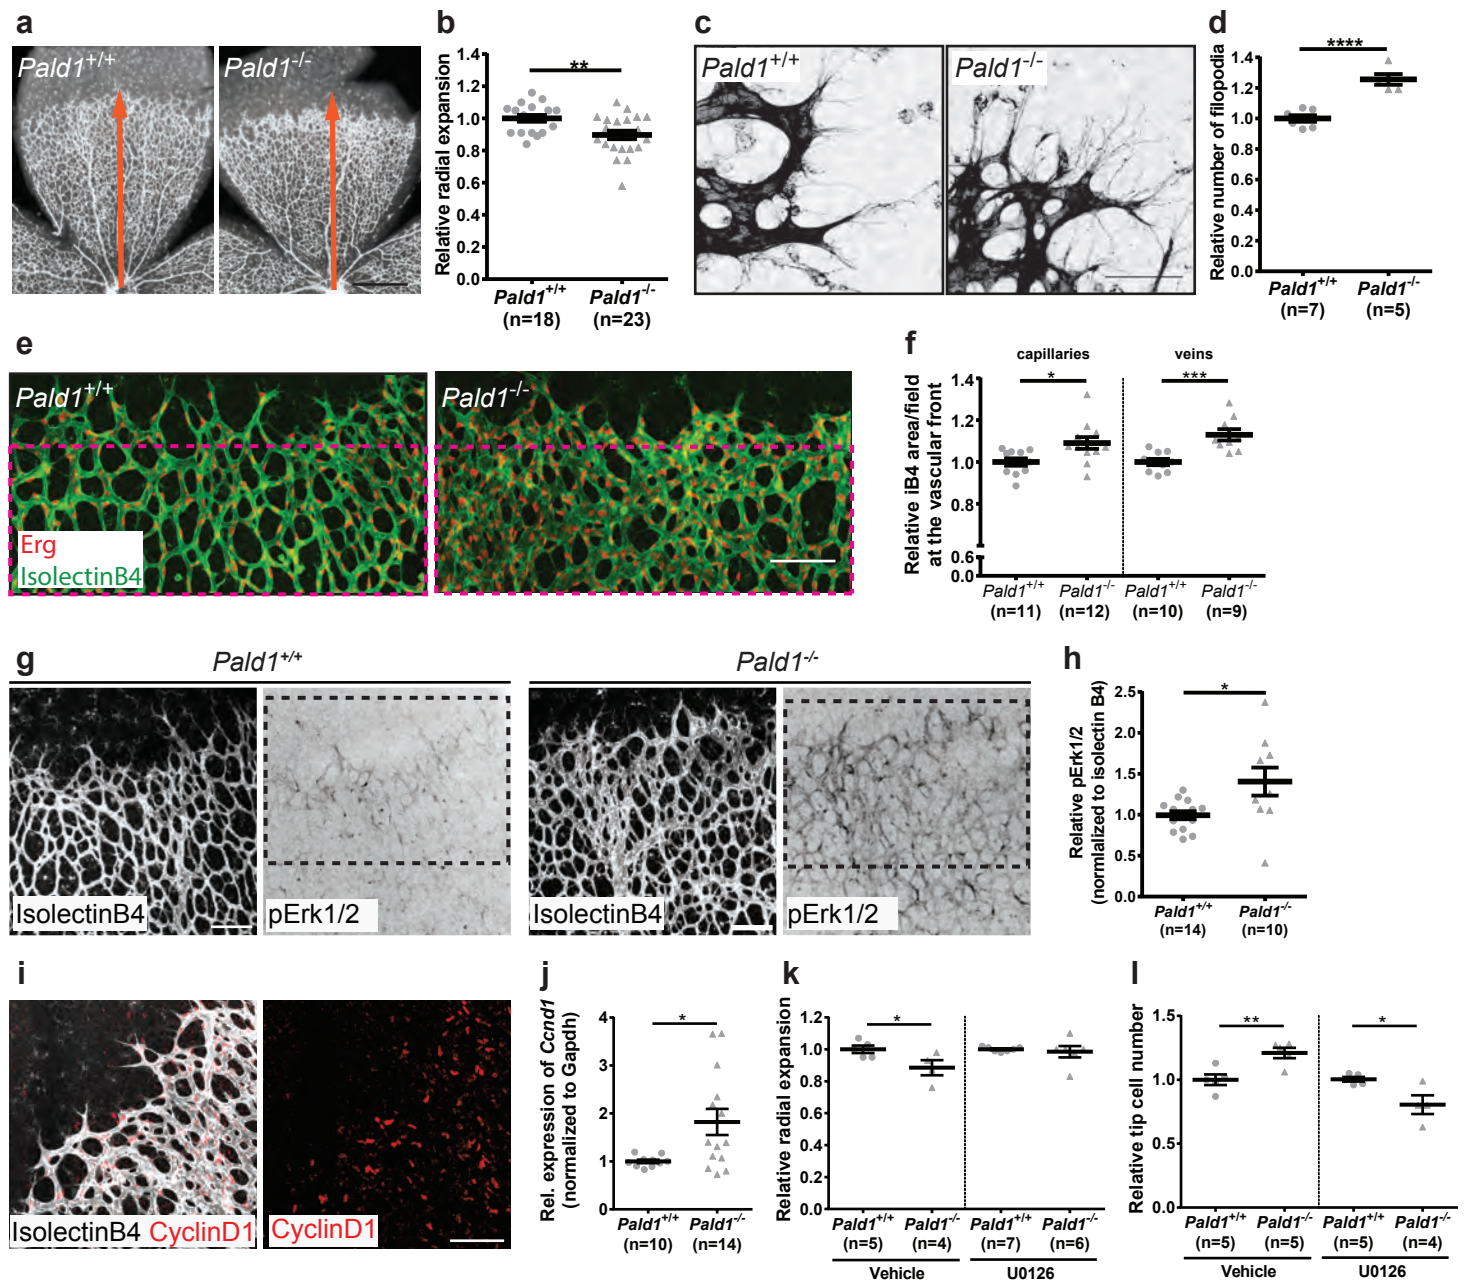 a
Pald1+/+
Pald1-/-
b
Relative radial expansion
1.4
1.2
1.0
0.8
0.6
0.4
0.2
0.0
**
Pald1+/+
(n=18)
Pald1-/-
(n=23)
c
Pald1+/+
Pald1-/-
d
Relative number of filopodia
1.4
1.2
1.0
0.8
0.6
0.4
0.2
0.0
****
Pald1+/+
(n=7)
Pald1-/-
(n=5)
e
Pald1+/+
Erg
IsolectinB4
Pald1-/-
f
capillaries
veins
Relative iB4 area/field
at the vascular front
1.4
1.2
1.0
0.8
0.6
0.0
*
***
Pald1+/+
(n=11)
Pald1-/-
(n=12)
Pald1+/+
(n=10)
Pald1-/-
(n=9)
g
Pald1+/+
IsolectinB4
pErk1/2
Pald1-/-
IsolectinB4
pErk1/2
h
Relative pErk1/2
(normlalized to isolectin B4)
2.5
2.0
1.5
1.0
0.5
0.0
*
Pald1+/+
(n=14)
Pald1-/-
(n=10)
i
IsolectinB4 CyclinD1
CyclinD1
j
Rel. expression of Ccnd1
(normalized to Gapdh)
4
3
2
1
0
*
Pald1+/+
(n=10)
Pald1-/-
(n=14)
k
Relative radial expansion
1.2
1.0
0.8
0.6
0.4
0.2
0.0
*
Pald1+/+
(n=5)
Pald1-/-
(n=4)
Pald1+/+
(n=7)
Pald1-/-
(n=6)
Vehicle
U0126
l
Relative tip cell number
1.5
1.0
0.5
0.0
**
*
Pald1+/+
(n=5)
Pald1-/-
(n=5)
Pald1+/+
(n=5)
Pald1-/-
(n=4)
Vehicle
U0126